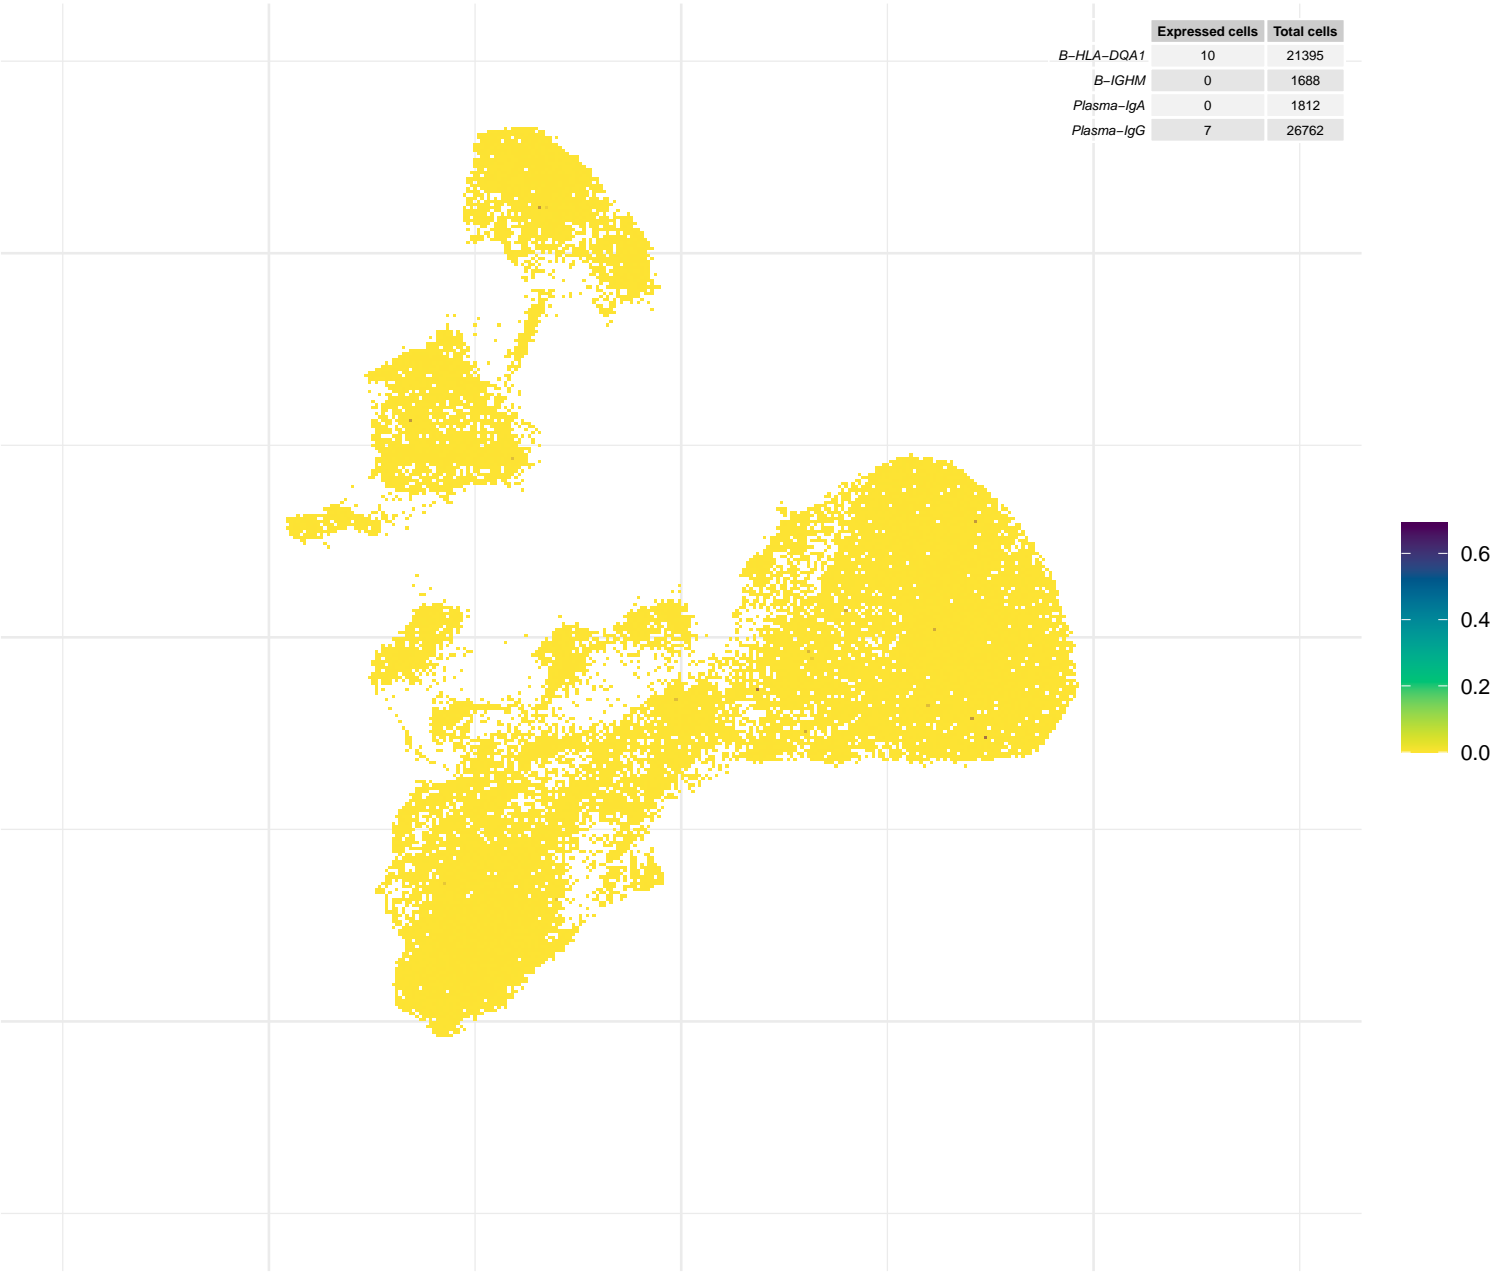 Expressed cells Total cells
B−HLA−DQA1 10 21395
B−IGHM 0 1688
Plasma−IgA 0 1812
Plasma−IgG 7 26762
0.6
0.4
0.2
0.0